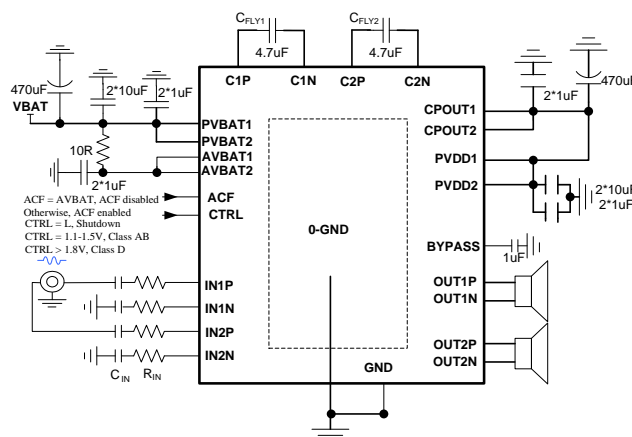 CFLY1
CFLY2
4.7uF
4.7uF
C1P
C1N
C2P
C2N
470uF
VBAT
2*10uF
2*1uF
PVBAT1
PVBAT2
AVBAT1
AVBAT2
10R
2*1uF
ACF = AVBAT, ACF disabled
Otherwise, ACF enabled
CTRL = L, Shutdown
CTRL = 1.1-1.5V, Class AB
CTRL > 1.8V, Class D
ACF
CTRL
IN1P
IN1N
IN2P
IN2N
CIN
RIN
0-GND
GND
CPOUT1
CPOUT2
PVDD1
PVDD2
2*1uF
470uF
2*10uF
2*1uF
BYPASS
1uF
OUT1P
OUT1N
OUT2P
OUT2N